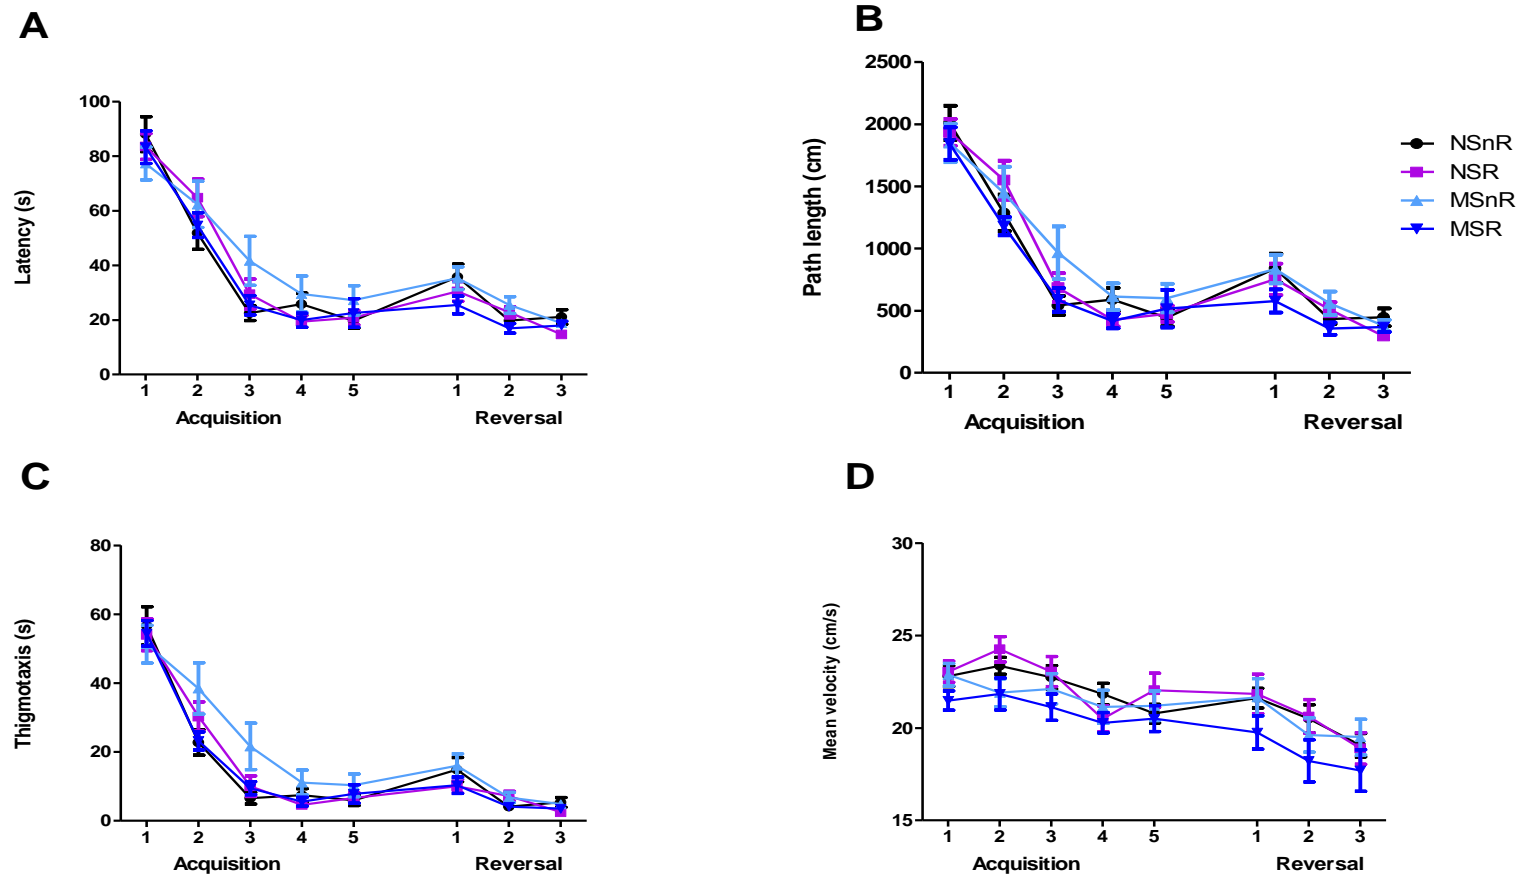 A
Latency (s)
100
80
60
40
20
0
1 2 3 4 5 1 2 3
Acquisition Reversal
B
Path length (cm)
2500
2000
1500
1000
500
0
1 2 3 4 5 1 2 3
Acquisition Reversal
NSnR
NSR
MSnR
MSR
C
Thigmotaxis (s)
80
60
40
20
0
1 2 3 4 5 1 2 3
Acquisition Reversal
D
Mean velocity (cm/s)
30
25
20
15
1 2 3 4 5 1 2 3
Acquisition Reversal